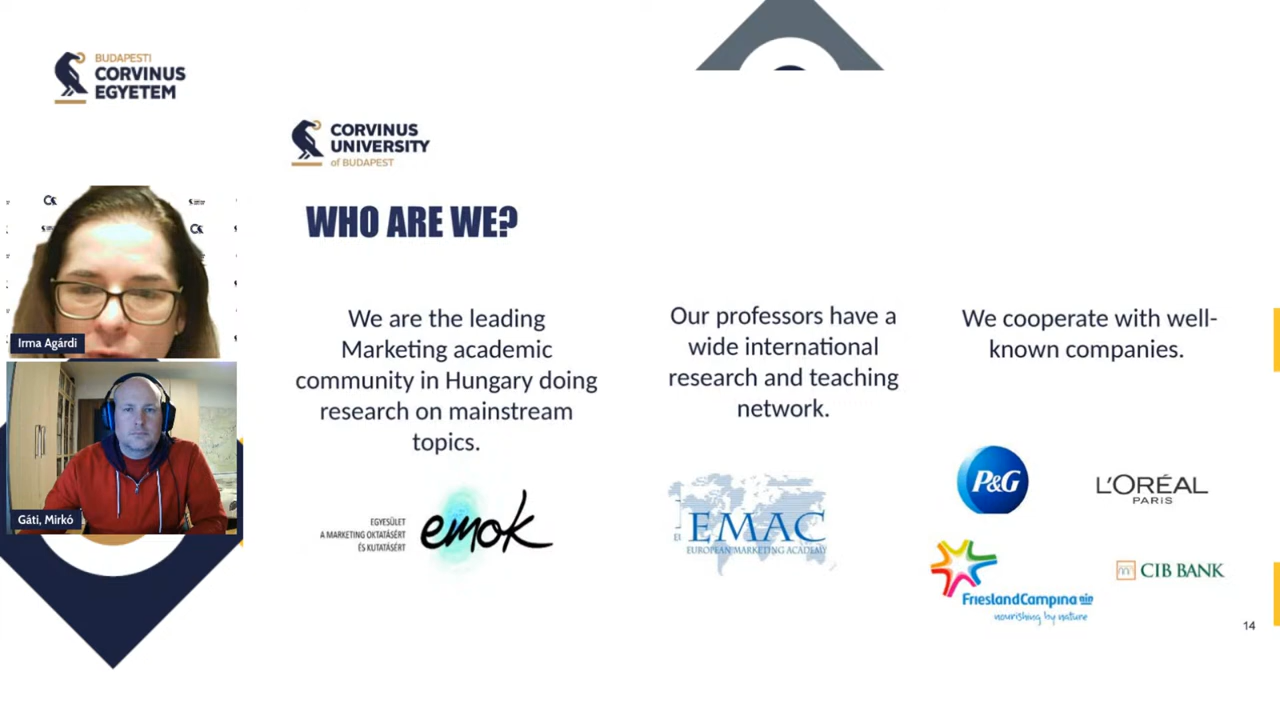 BUDAPESTI
CORVINUS
EGYETEM
CORVINUS
UNIVERSITY
of BUDAPEST
WHO ARE WE?
Irma Agárdi
Gáti, Mirkó
We are the leading
Marketing academic
community in Hungary doing
research on mainstream
topics.
EGYESÜLET
A MARKETING OKTATÁSÉRT
ÉS KUTATÁSÉRT
emok
Our professors have a
wide international
research and teaching
network.
EMAC
EUROPEAN MARKETING ACADEMY
We cooperate with well-
known companies.
P&G
L'ORÉAL
PARIS
FrieslandCampina
nourishing by nature
CIB BANK
14